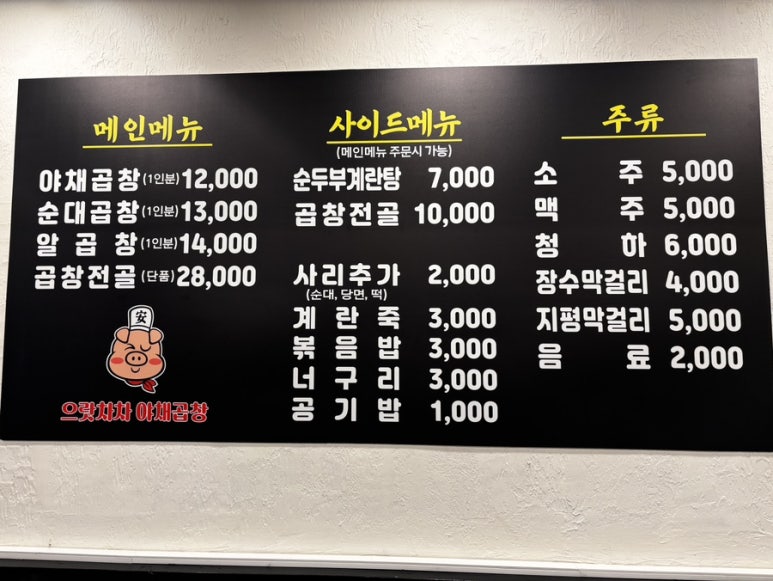 메인메뉴
야채곱창(1인분) 12,000
순대곱창(1인분) 13,000
알 곱 창(1인분) 14,000
곱창전골(단품) 28,000
安
으랏차차 야채곱창
사이드메뉴
(메인메뉴 주문시 가능)
순두부계란탕 7,000
곱창전골 10,000
사리추가 2,000
(순대, 당면, 떡)
계 란 죽 3,000
볶 음 밥 3,000
너 구 리 3,000
공 기 밥 1,000
주류
소 주 5,000
맥 주 5,000
청 하 6,000
장수막걸리 4,000
지평막걸리 5,000
음 료 2,000